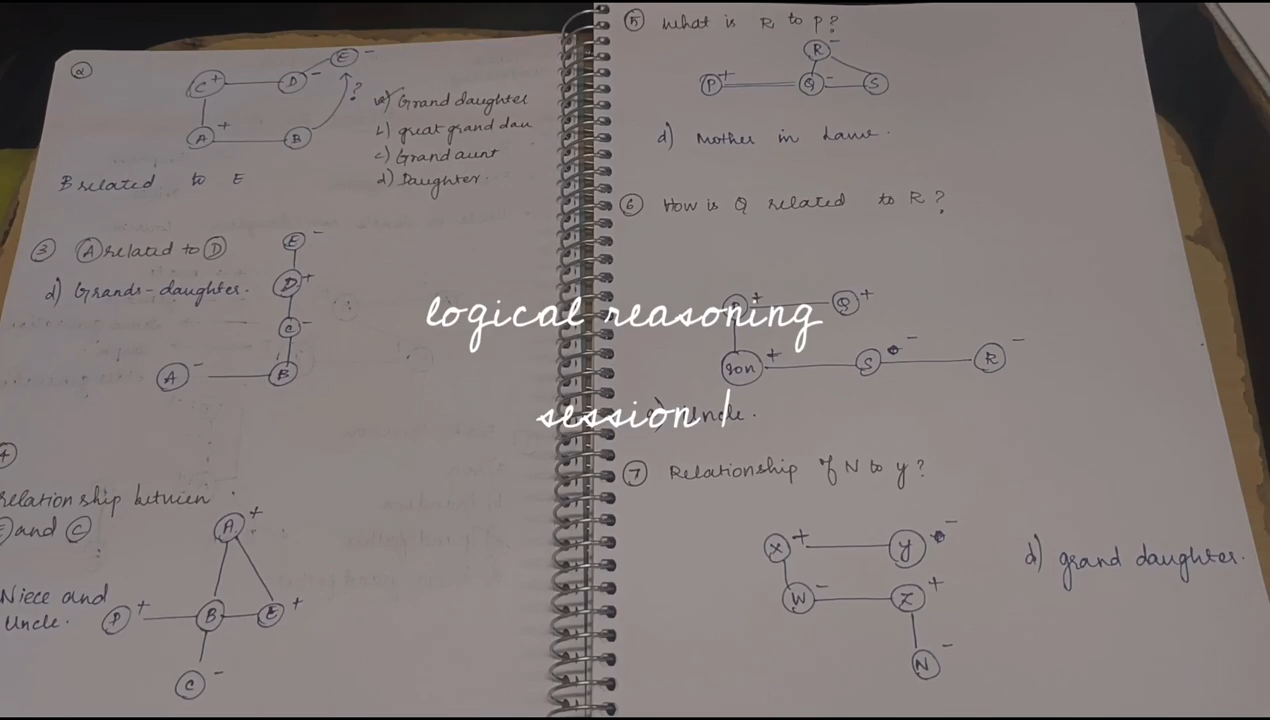 ②
C + D - E -
?
A + B
a) Grand daughter
b) great grand dau
c) Grand aunt
d) Daughter.
B related to E
③ A related to D
d) Grands-daughter.
E -
D +
C -
A - B
4
relationship between
E and C
Niece and
Uncle.
A +
P + B E +
C -
⑤ What is R to P?
R -
P + Q - S
d) Mother in Law.
⑥ How is Q related to R?
+ Q +
son + S - R -
Uncle.
⑦ Relationship of N to y?
X + y -
W - Z +
N -
d) grand daughter.
logical reasoning
session 1